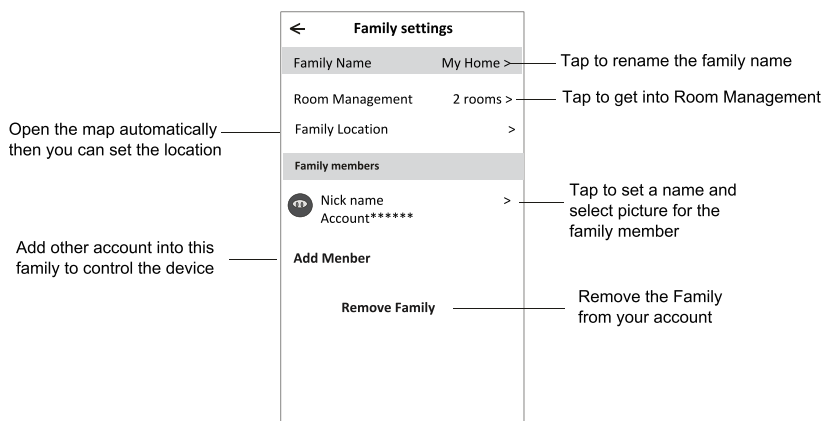 ← Family settings
Family Name My Home >
Tap to rename the family name
Room Management 2 rooms >
Tap to get into Room Management
Open the map automatically
then you can set the location
Family Location >
Family members
Nick name >
Account******
Tap to set a name and
select picture for the
family member
Add other account into this
family to control the device
Add Menber
Remove Family
Remove the Family
from your account